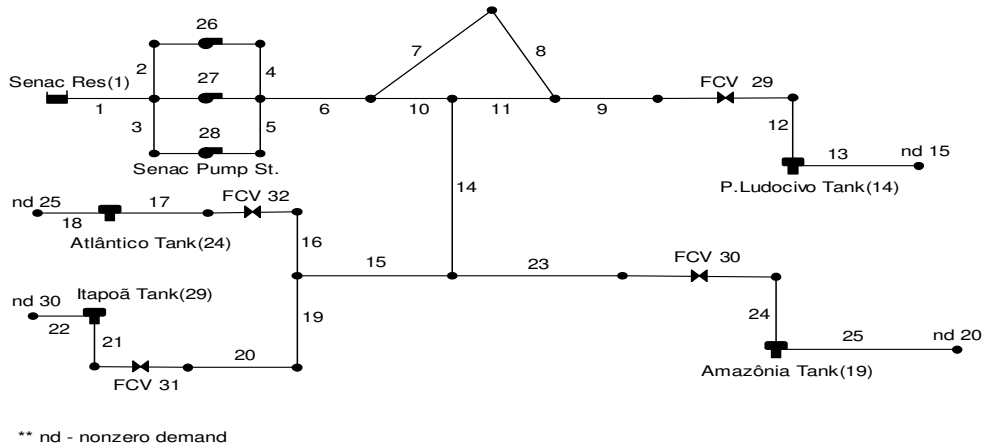 26
7
8
2
4
Senac Res(1)
27
FCV 29
1
6
10
11
9
3
5
12
28
13
nd 15
Senac Pump St.
P.Ludocivo Tank(14)
14
FCV 32
nd 25
17
18
16
Atlântico Tank(24)
FCV 30
15
23
Itapoã Tank(29)
nd 30
22
19
24
21
20
25
nd 20
FCV 31
Amazônia Tank(19)
** nd - nonzero demand